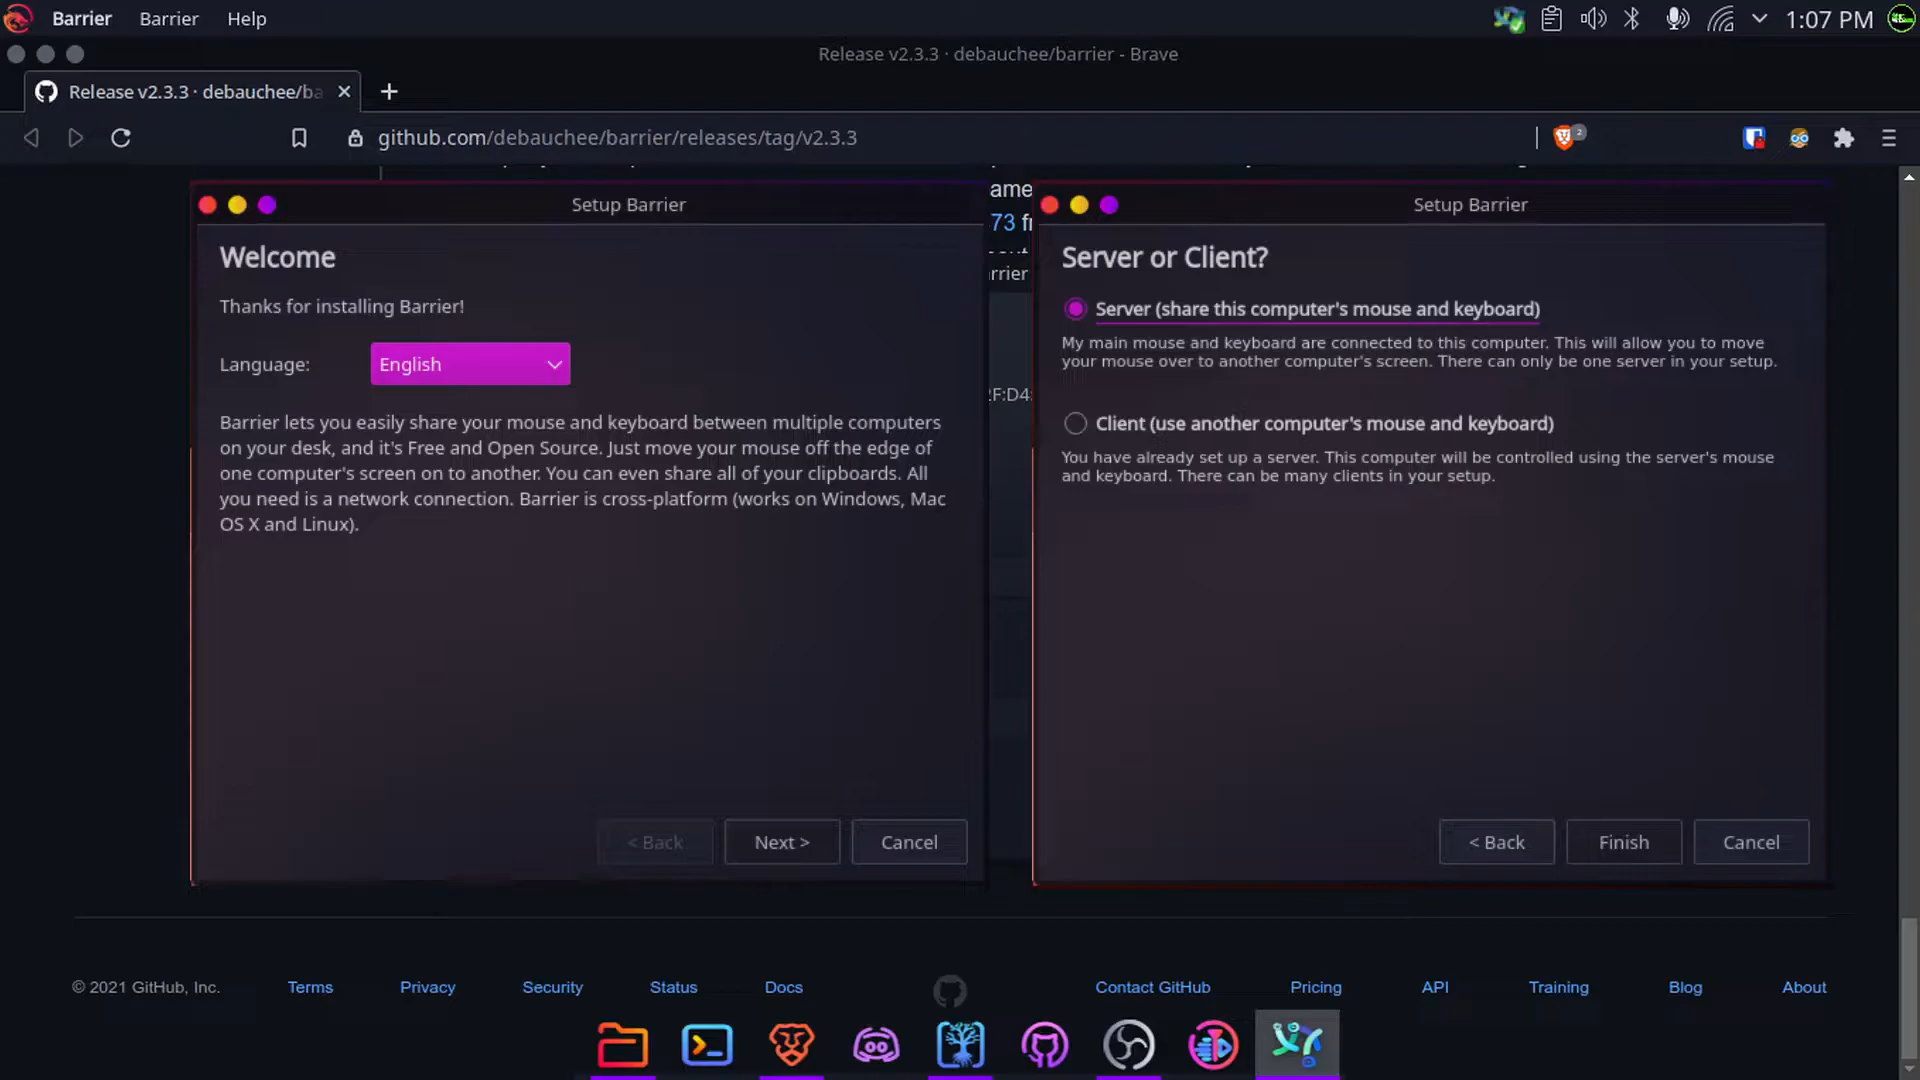 Barrier Barrier Help 1:07 PM
Release v2.3.3 · debauchee/barrier - Brave
Release v2.3.3 · debauchee/ba
github.com/debauchee/barrier/releases/tag/v2.3.3
2
ame
73 fr
rrier
2F:D4:
Setup Barrier
Welcome
Thanks for installing Barrier!
Language: English
Barrier lets you easily share your mouse and keyboard between multiple computers
on your desk, and it's Free and Open Source. Just move your mouse off the edge of
one computer's screen on to another. You can even share all of your clipboards. All
you need is a network connection. Barrier is cross-platform (works on Windows, Mac
OS X and Linux).
< Back Next > Cancel
Setup Barrier
Server or Client?
Server (share this computer's mouse and keyboard)
My main mouse and keyboard are connected to this computer. This will allow you to move
your mouse over to another computer's screen. There can only be one server in your setup.
Client (use another computer's mouse and keyboard)
You have already set up a server. This computer will be controlled using the server's mouse
and keyboard. There can be many clients in your setup.
< Back Finish Cancel
© 2021 GitHub, Inc. Terms Privacy Security Status Docs Contact GitHub Pricing API Training Blog About